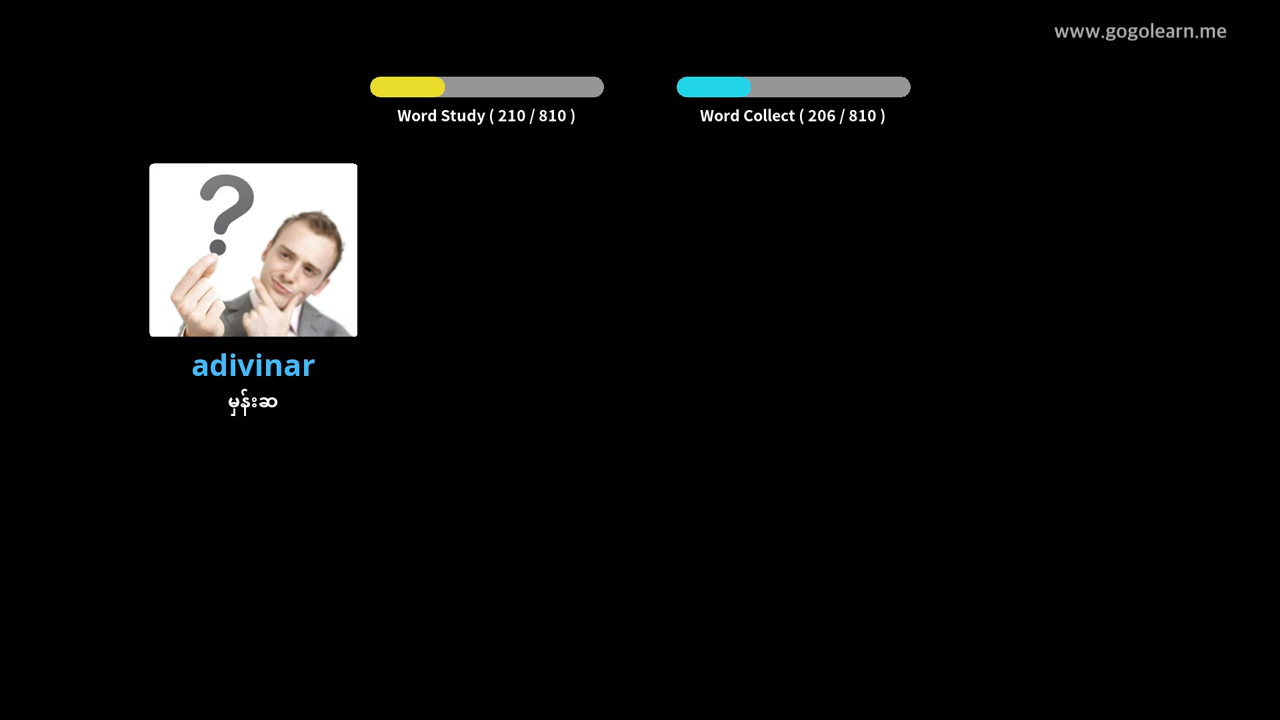 www.gogolearn.me
Word Study ( 210 / 810 )
Word Collect ( 206 / 810 )
?
adivinar
မှန်းဆ